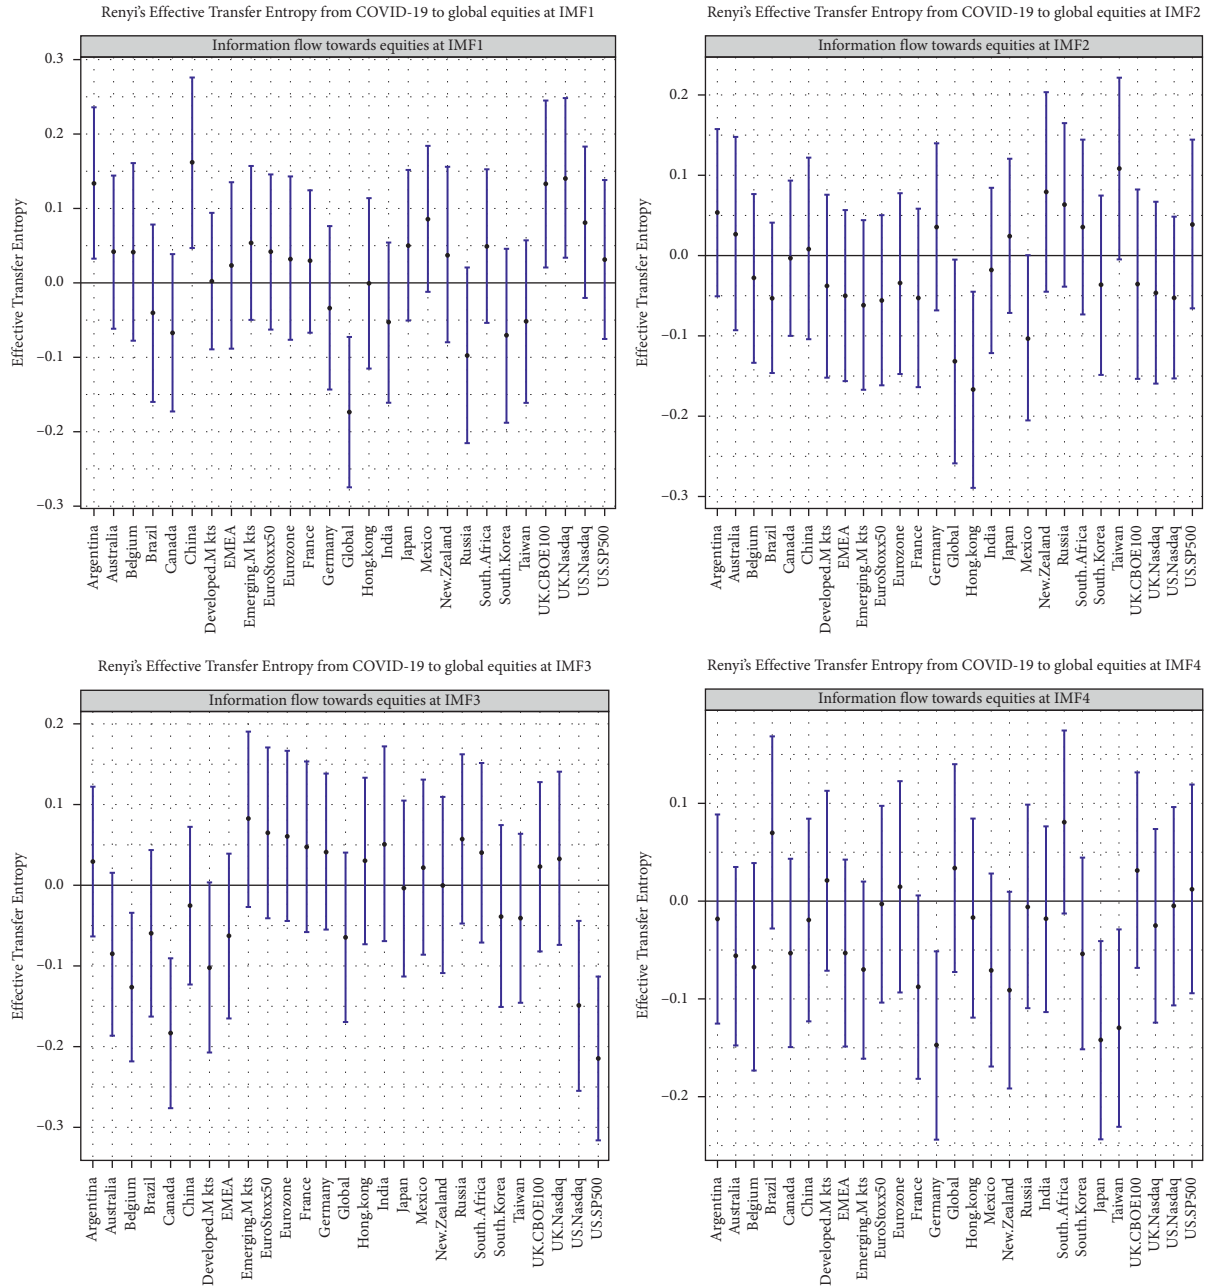 Renyi's Effective Transfer Entropy from COVID-19 to global equities at IMF1
Information flow towards equities at IMF1
Effective Transfer Entropy
0.3
0.2
0.1
0.0
−0.1
−0.2
−0.3
Argentina
Australia
Belgium
Brazil
Canada
China
Developed.M kts
EMEA
Emerging.M kts
EuroStoxx50
Eurozone
France
Germany
Global
Hong.kong
India
Japan
Mexico
New.Zealand
Russia
South.Africa
South.Korea
Taiwan
UK.CBOE100
UK.Nasdaq
US.Nasdaq
US.SP500
Renyi's Effective Transfer Entropy from COVID-19 to global equities at IMF2
Information flow towards equities at IMF2
Effective Transfer Entropy
0.2
0.1
0.0
−0.1
−0.2
−0.3
Argentina
Australia
Belgium
Brazil
Canada
China
Developed.M kts
EMEA
Emerging.M kts
EuroStoxx50
Eurozone
France
Germany
Global
Hong.kong
India
Japan
Mexico
New.Zealand
Russia
South.Africa
South.Korea
Taiwan
UK.CBOE100
UK.Nasdaq
US.Nasdaq
US.SP500
Renyi's Effective Transfer Entropy from COVID-19 to global equities at IMF3
Information flow towards equities at IMF3
Effective Transfer Entropy
0.2
0.1
0.0
−0.1
−0.2
−0.3
Argentina
Australia
Belgium
Brazil
Canada
China
Developed.M kts
EMEA
Emerging.M kts
EuroStoxx50
Eurozone
France
Germany
Global
Hong.kong
India
Japan
Mexico
New.Zealand
Russia
South.Africa
South.Korea
Taiwan
UK.CBOE100
UK.Nasdaq
US.Nasdaq
US.SP500
Renyi's Effective Transfer Entropy from COVID-19 to global equities at IMF4
Information flow towards equities at IMF4
Effective Transfer Entropy
0.1
0.0
−0.1
−0.2
Argentina
Australia
Belgium
Brazil
Canada
China
Developed.M kts
EMEA
Emerging.M kts
EuroStoxx50
Eurozone
France
Germany
Global
Hong.kong
Mexico
New.Zealand
Russia
India
South.Africa
South.Korea
Japan
Taiwan
UK.CBOE100
UK.Nasdaq
US.Nasdaq
US.SP500